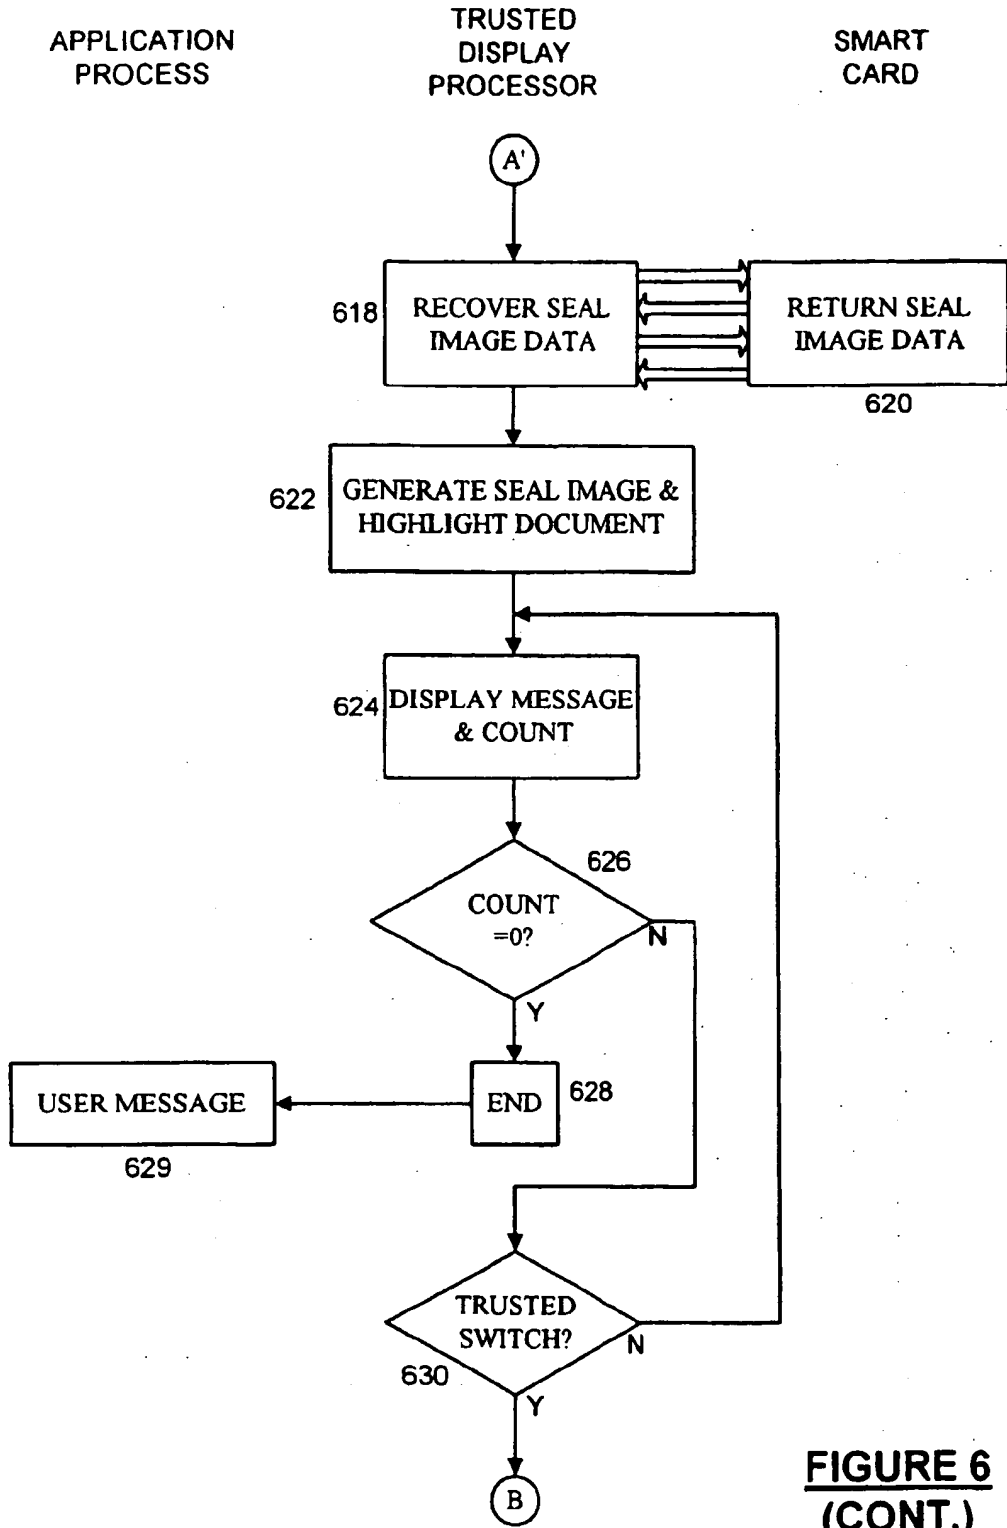 APPLICATION
PROCESS
TRUSTED
DISPLAY
PROCESSOR
SMART
CARD
A'
618
RECOVER SEAL
IMAGE DATA
RETURN SEAL
IMAGE DATA
620
622
GENERATE SEAL IMAGE &
HIGHLIGHT DOCUMENT
624
DISPLAY MESSAGE
& COUNT
626
COUNT
=0?
N
Y
USER MESSAGE
629
END
628
TRUSTED
SWITCH?
N
630
Y
B
FIGURE 6
(CONT.)